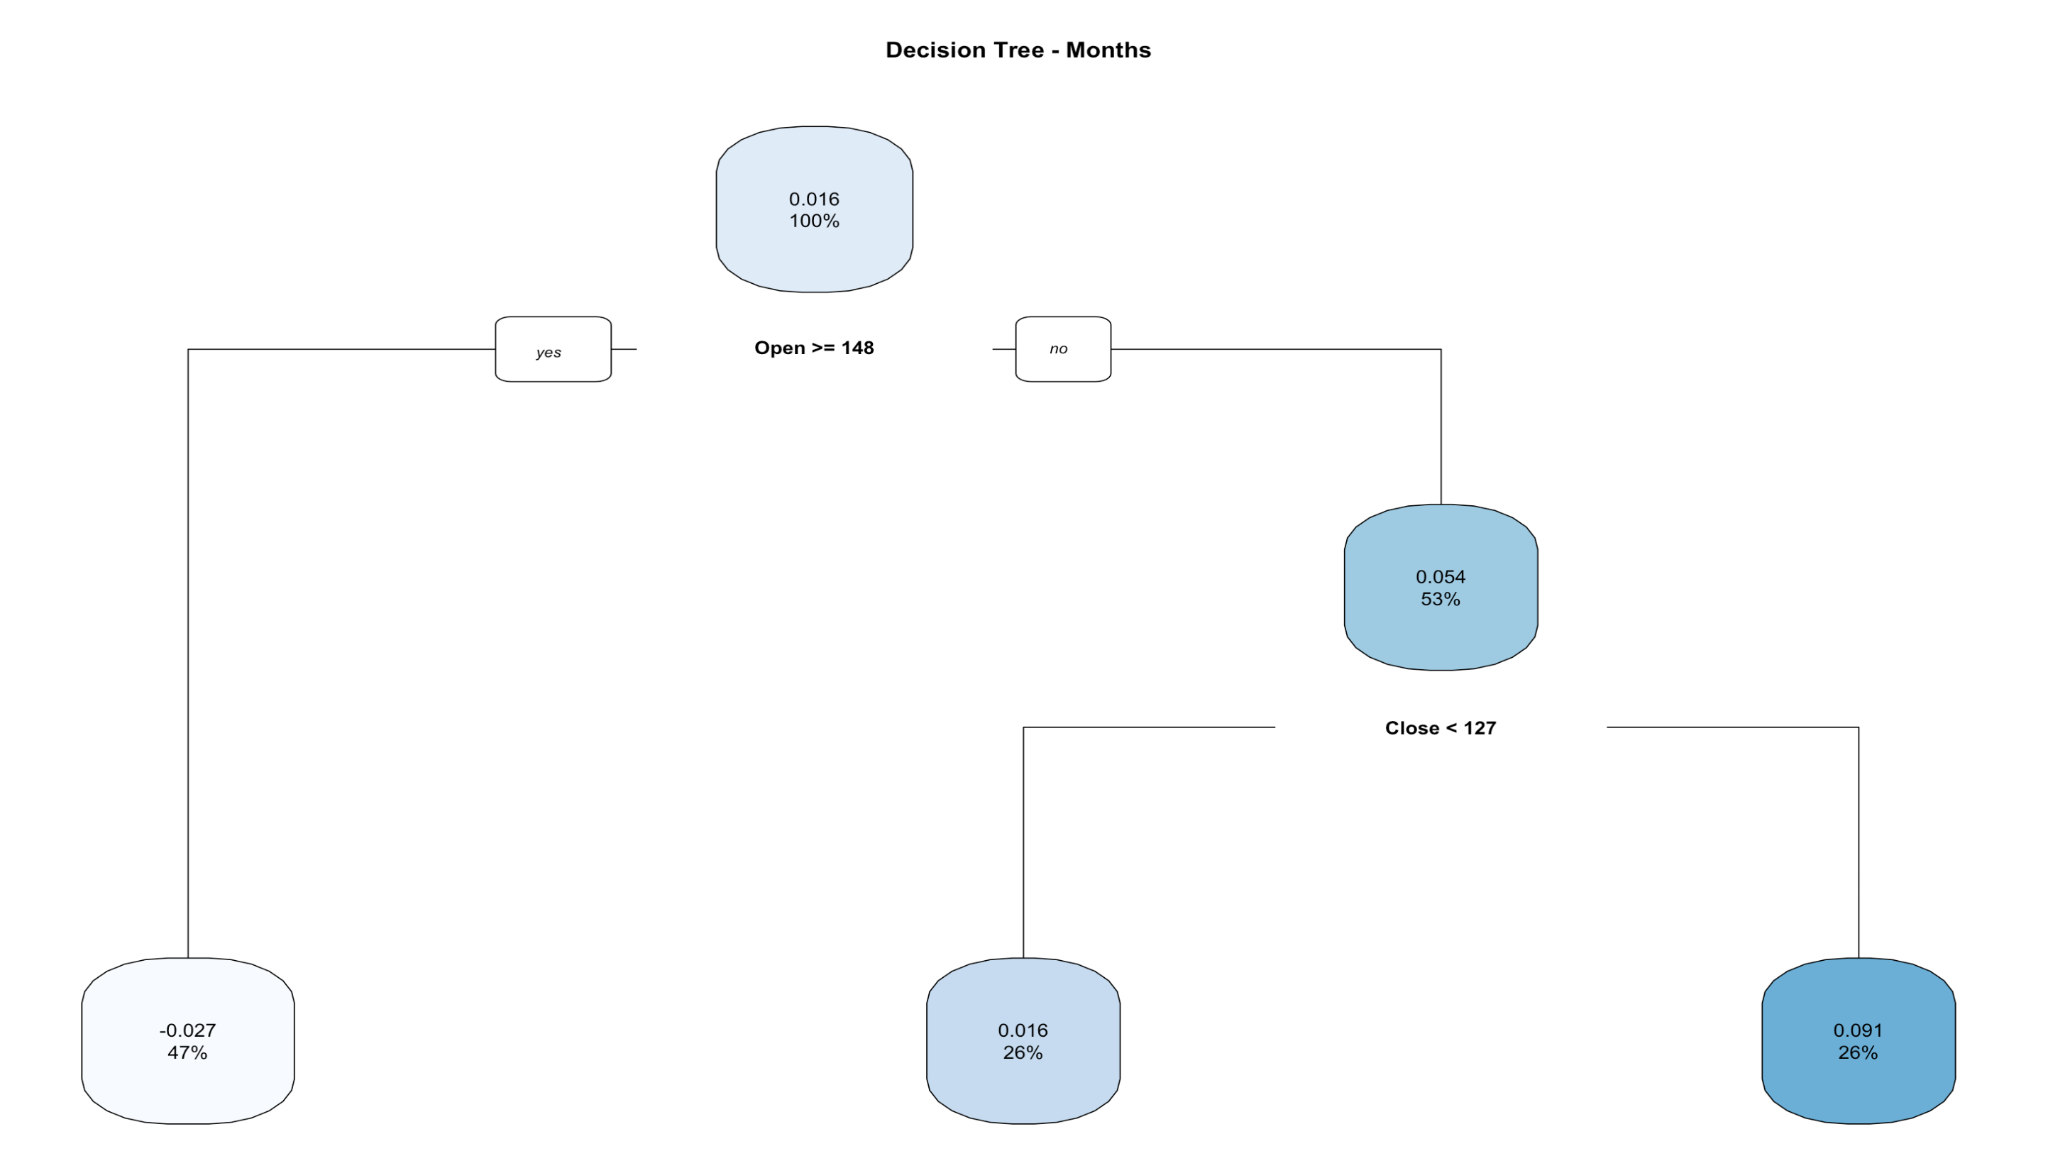 Decision Tree - Months
0.016
100%
yes
Open >= 148
no
0.054
53%
Close < 127
-0.027
47%
0.016
26%
0.091
26%